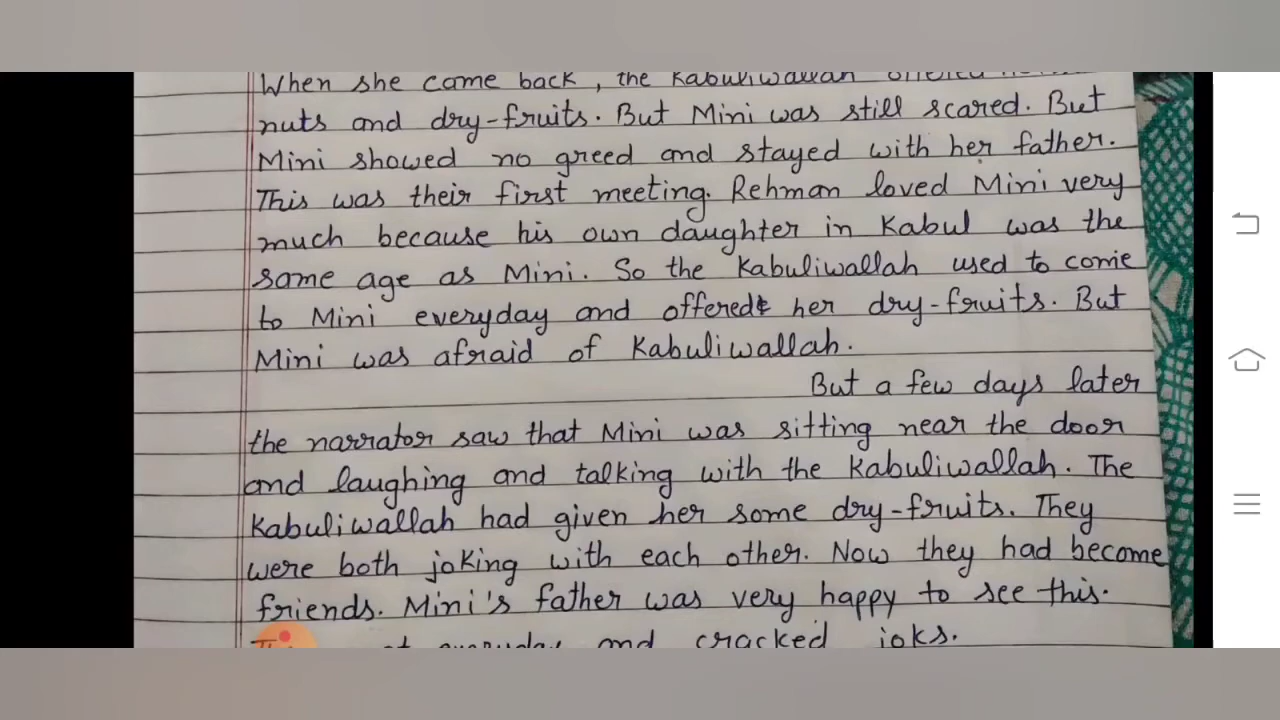 When she come back, the Kabuliwallah offered
nuts and dry-fruits. But Mini was still scared. But
Mini showed no greed and stayed with her father.
This was their first meeting. Rehman loved Mini very
much because his own daughter in Kabul was the
same age as Mini. So the Kabuliwallah used to come
to Mini everyday and offered her dry-fruits. But
Mini was afraid of Kabuliwallah.
But a few days later
the narrator saw that Mini was sitting near the door
and laughing and talking with the Kabuliwallah. The
Kabuliwallah had given her some dry-fruits. They
were both joking with each other. Now they had become
friends. Mini's father was very happy to see this.
everyday and cracked joks.